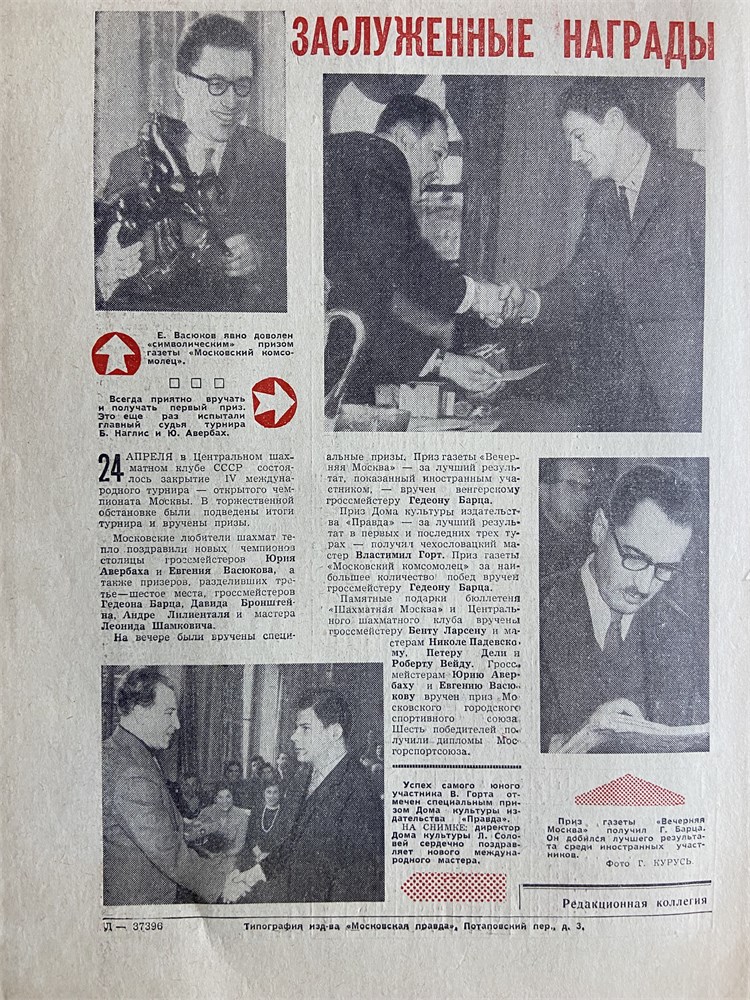 ЗАСЛУЖЕННЫЕ НАГРАДЫ
Е. Васюков явно доволен
«символическим» призом
газеты «Московский комсо-
молец».
Всегда приятно вручать
и получать первый приз.
Это еще раз испытали
главный судья турнира
Б. Наглис и Ю. Авербах.
24 АПРЕЛЯ в Центральном шах-
матном клубе СССР состоя-
лось закрытие IV междуна-
родного турнира — открытого чем-
пионата Москвы. В торжественной
обстановке были подведены итоги
турнира и вручены призы.
Московские любители шахмат те-
пло поздравили новых чемпионов
столицы гроссмейстеров Юрия
Авербаха и Евгения Васюкова, а
также призеров, разделивших тре-
тье—шестое места, гроссмейстеров
Гедеона Барца, Давида Бронштей-
на, Андре Лилиенталя и мастера
Леонида Шамковича.
На вечере были вручены специ-
альные призы. Приз газеты «Вечер-
няя Москва» — за лучший резуль-
тат, показанный иностранным уча-
стником, — вручен венгерскому
гроссмейстеру Гедеону Барца.
Приз Дома культуры издательст-
ва «Правда» — за лучший резуль-
тат в первых и последних трех ту-
рах — получил чехословацкий ма-
стер Властимил Горт. Приз газеты
«Московский комсомолец» за наи-
большее количество побед вручен
гроссмейстеру Гедеону Барца.
Памятные подарки бюллетеня
«Шахматная Москва» и Централь-
ного шахматного клуба вручены
гроссмейстеру Бенту Ларсену и ма-
стерам Николе Падевско-
му, Петеру Дели и
Роберту Вейду. Гросс-
мейстерам Юрию Авер-
баху и Евгению Васю-
кову вручен приз Мо-
сковского городского
спортивного союза.
Шесть победителей по-
лучили дипломы Мос-
горспортсоюза.
Успех самого юного
участника В. Горта от-
мечен специальным при-
зом Дома культуры из-
дательства «Правды».
НА СНИМКЕ: директор
Дома культуры Л. Соло-
вей сердечно поздрав-
ляет нового междуна-
родного мастера.
Приз газеты «Вечерняя
Москва» получил Г. Барца.
Он добился лучшего результа-
та среди иностранных участ-
ников.
Фото Г. КУРУСЬ
Редакционная коллегия
Л — 37396 Типография изд-ва «Московская правда», Потаповский пер., д. 3.